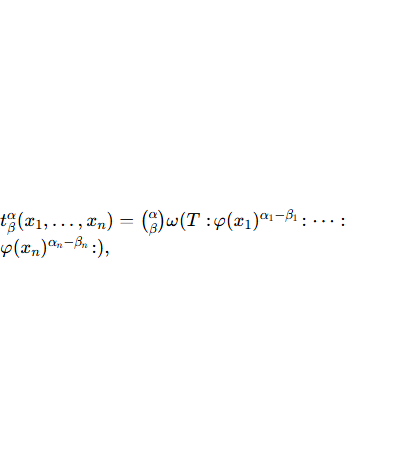 t^α_β(x_1, …, x_n) = (α β)ω(T :φ(x_1)^{α_1−β_1}: ⋯ :
φ(x_n)^{α_n−β_n}:),